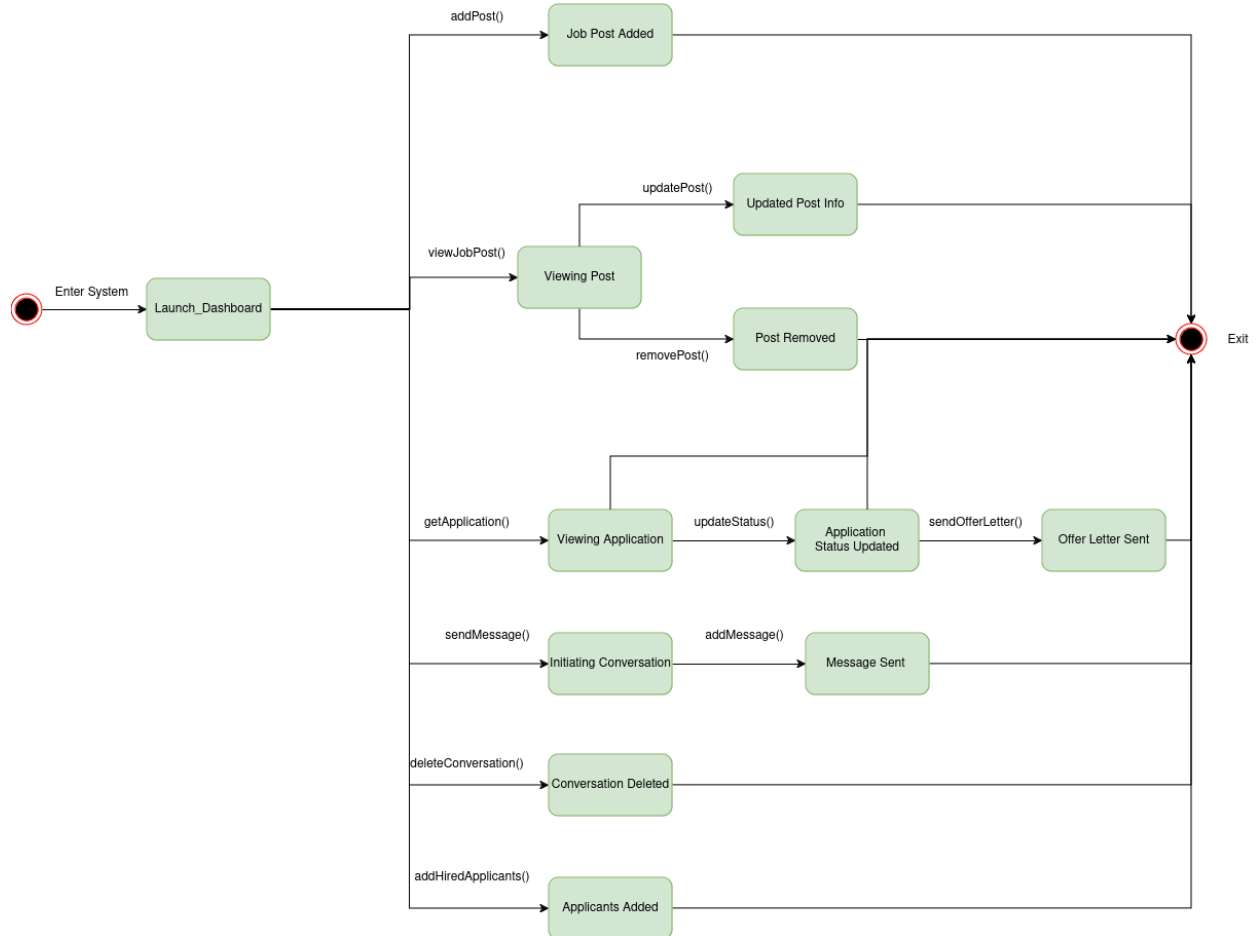 addPost()
Job Post Added
updatePost()
Updated Post Info
viewJobPost()
Viewing Post
Enter System
Launch_Dashboard
Post Removed
removePost()
Exit
getApplication()
Viewing Application
updateStatus()
Application
Status Updated
sendOfferLetter()
Offer Letter Sent
sendMessage()
Initiating Conversation
addMessage()
Message Sent
deleteConversation()
Conversation Deleted
addHiredApplicants()
Applicants Added